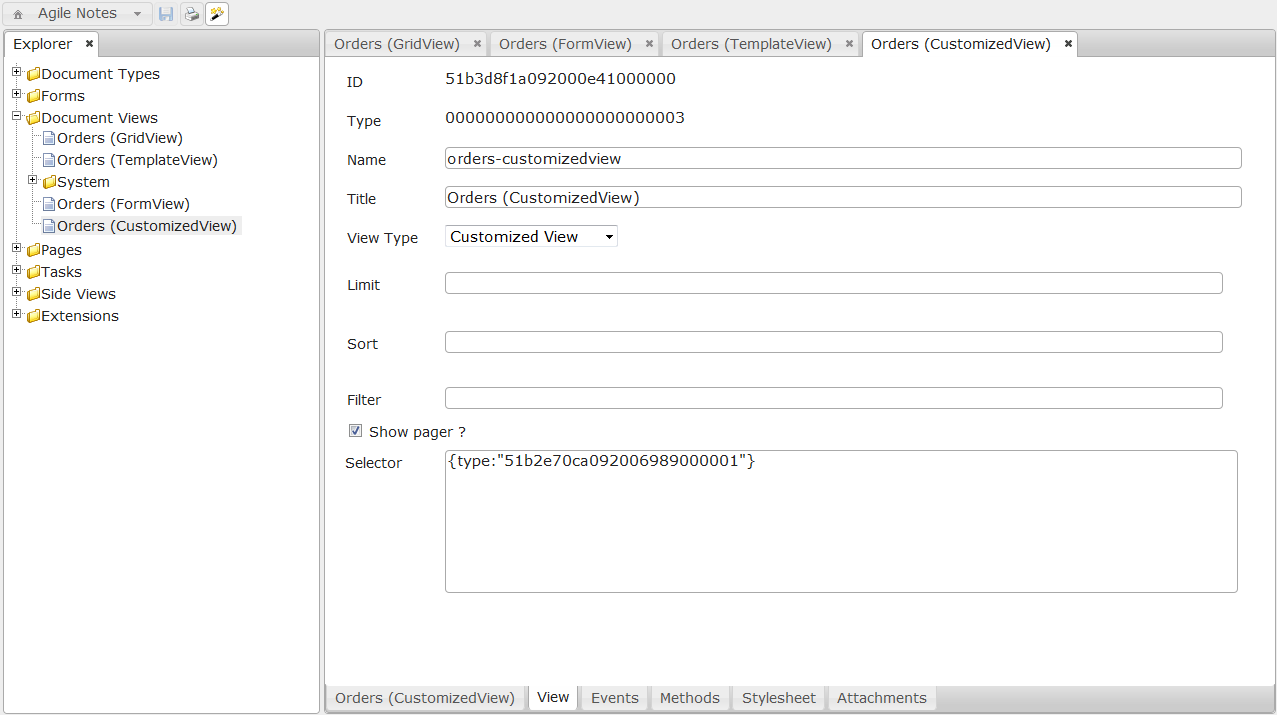 Agile Notes
Explorer
Document Types
Forms
Document Views
Orders (GridView)
Orders (TemplateView)
System
Orders (FormView)
Orders (CustomizedView)
Pages
Tasks
Side Views
Extensions
Orders (GridView) Orders (FormView) Orders (TemplateView) Orders (CustomizedView)
ID 51b3d8f1a092000e41000000
Type 000000000000000000000003
Name orders-customizedview
Title Orders (CustomizedView)
View Type Customized View
Limit
Sort
Filter
Show pager ?
Selector {type:"51b2e70ca092006989000001"}
Orders (CustomizedView) View Events Methods Stylesheet Attachments